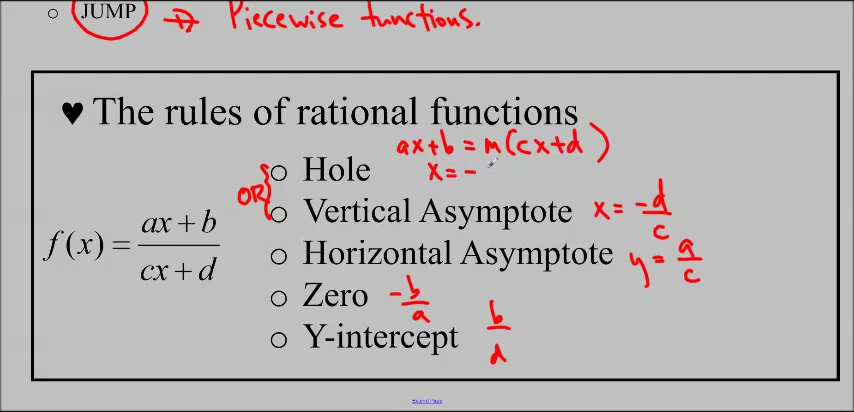 ○ JUMP → Piecewise functions.
♥ The rules of rational functions
ax+b = m(cx+d)
OR { ○ Hole x = -
○ Vertical Asymptote x = -d/c
f(x) = (ax + b)/(cx + d)
○ Horizontal Asymptote y = a/c
○ Zero -b/a
○ Y-intercept b/d